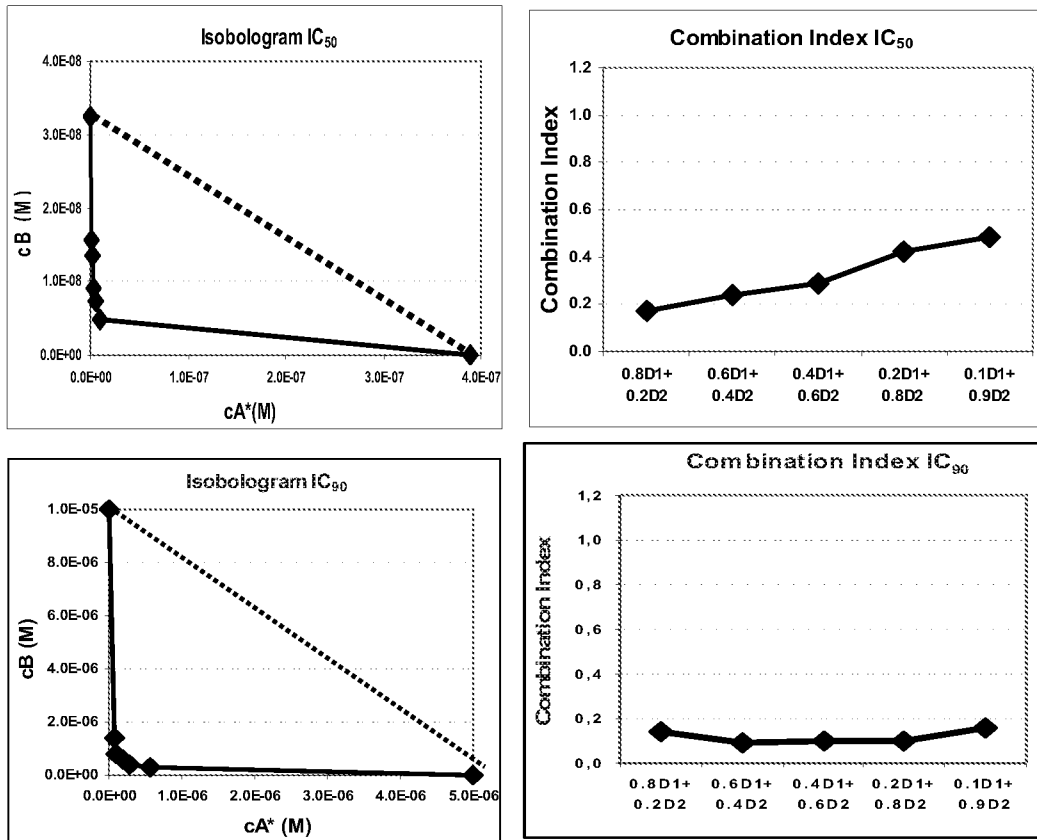 Isobologram IC50
4.0E-08
3.0E-08
2.0E-08
1.0E-08
0.0E+00
cB (M)
0.0E+00 1.0E-07 2.0E-07 3.0E-07 4.0E-07
cA*(M)
Combination Index IC50
1.2
1.0
0.8
0.6
0.4
0.2
0.0
Combination Index
0.8D1+ 0.6D1+ 0.4D1+ 0.2D1+ 0.1D1+
0.2D2 0.4D2 0.6D2 0.8D2 0.9D2
Isobologram IC90
1.0E-05
8.0E-06
6.0E-06
4.0E-06
2.0E-06
0.0E+00
cB (M)
0.0E+00 1.0E-06 2.0E-06 3.0E-06 4.0E-06 5.0E-06
cA* (M)
Combination Index IC90
1,2
1,0
0,8
0,6
0,4
0,2
0,0
Combination Index
0.8D1+ 0.6D1+ 0.4D1+ 0.2D1+ 0.1D1+
0.2D2 0.4D2 0.6D2 0.8D2 0.9D2